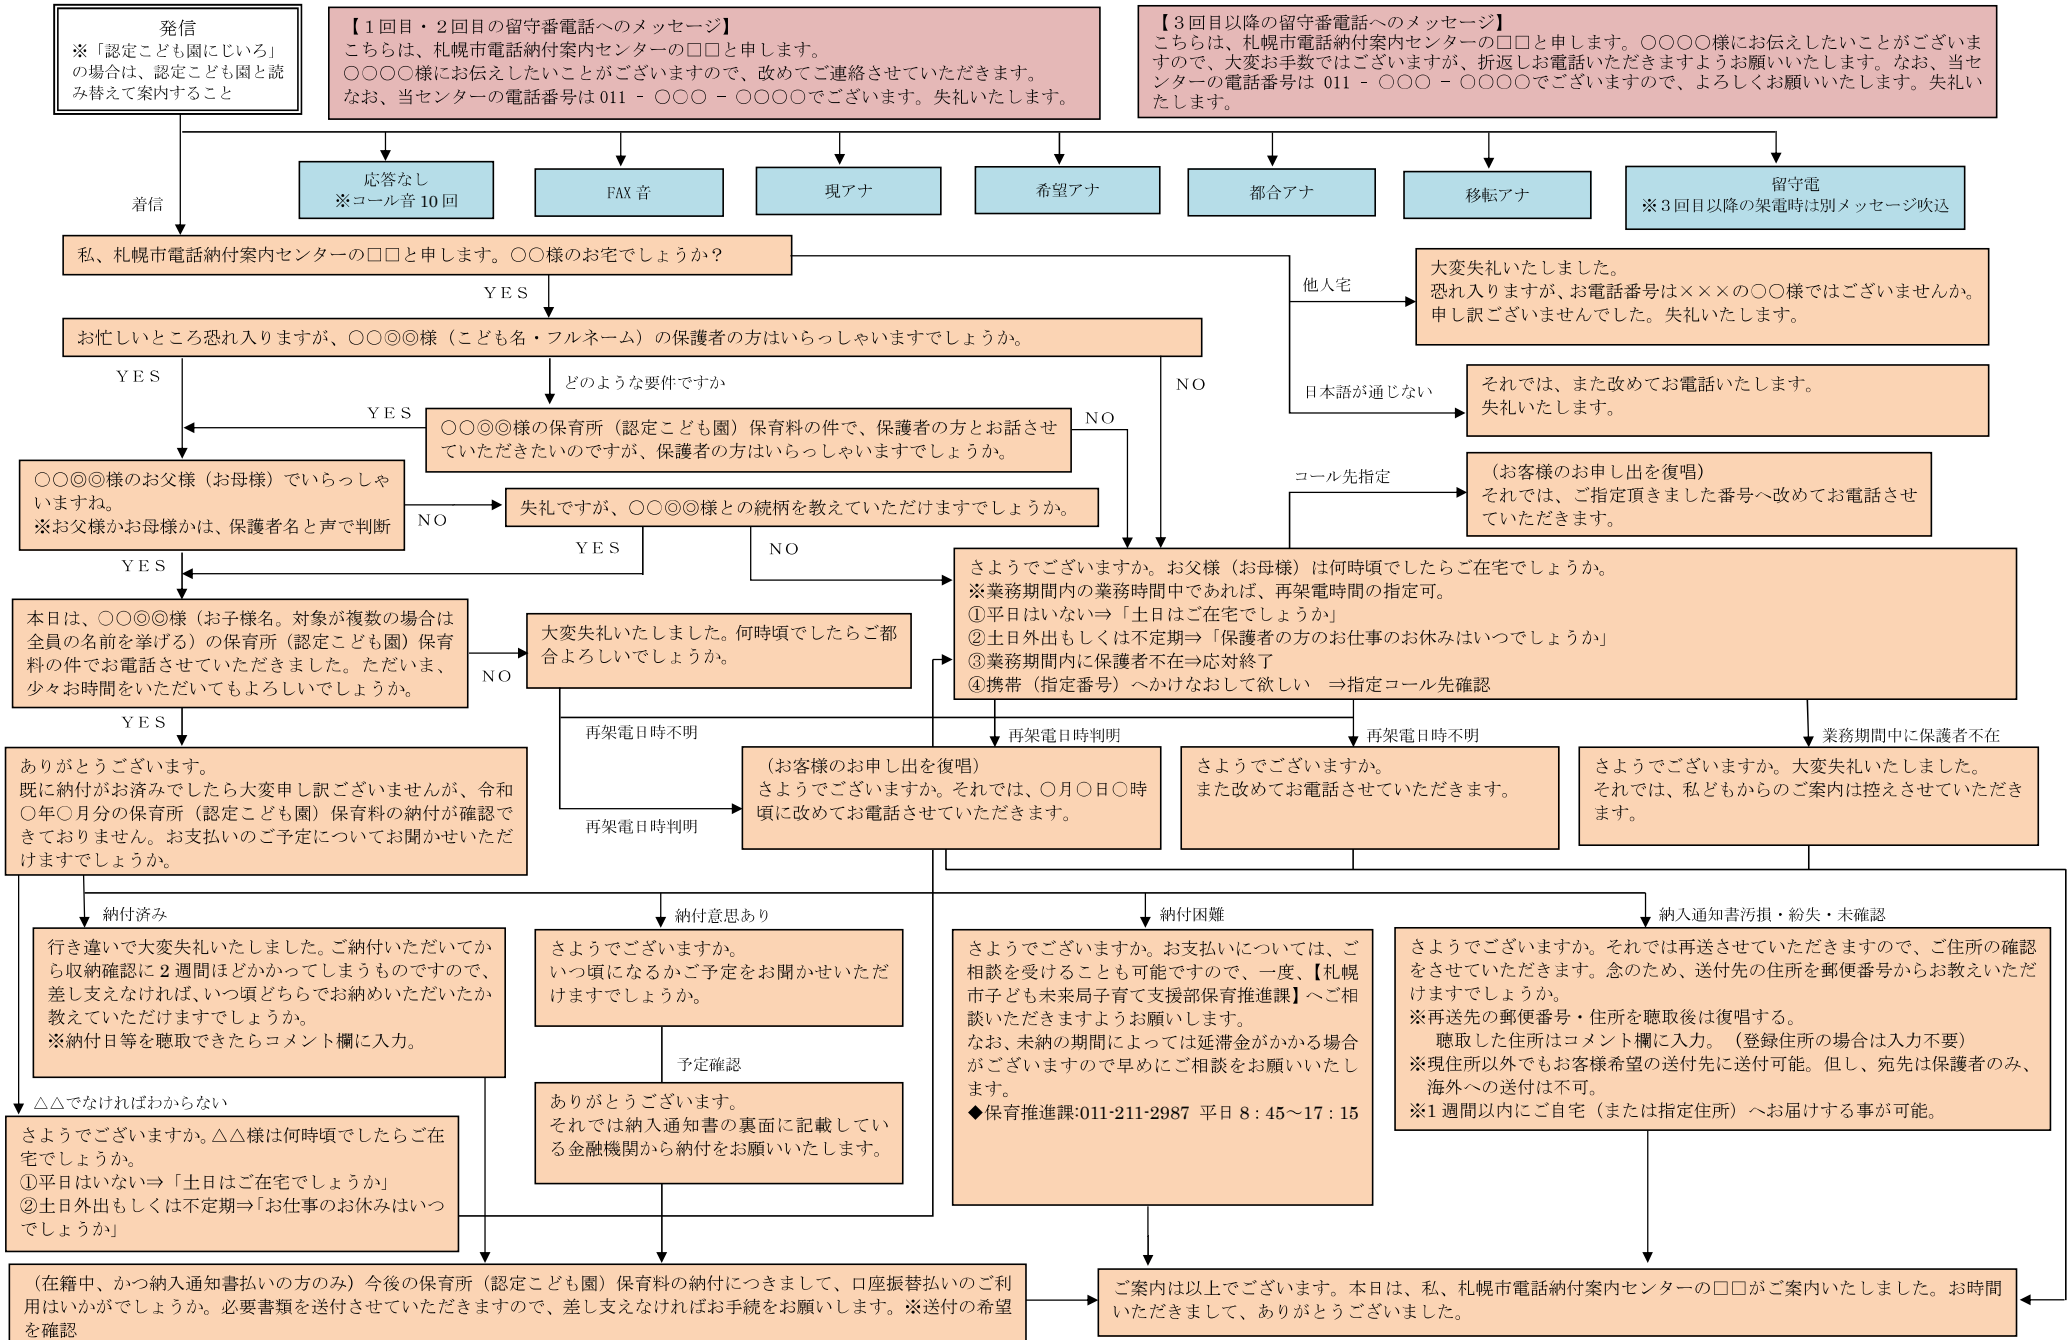 発信
※「認定こども園にじいろ」
の場合は、認定こども園と読
み替えて案内すること
【１回目・２回目の留守番電話へのメッセージ】
こちらは、札幌市電話納付案内センターの□□と申します。
○○○○様にお伝えしたいことがございますので、改めてご連絡させていただきます。
なお、当センターの電話番号は 011 － ○○○ － ○○○○でございます。失礼いたします。
【３回目以降の留守番電話へのメッセージ】
こちらは、札幌市電話納付案内センターの□□と申します。○○○○様にお伝えしたいことがございま
すので、大変お手数ではございますが、折返しお電話いただきますようお願いいたします。なお、当セ
ンターの電話番号は 011 － ○○○ － ○○○○でございますので、よろしくお願いいたします。失礼い
たします。
応答なし
※コール音 10 回
FAX 音
現アナ
希望アナ
都合アナ
移転アナ
留守電
※３回目以降の架電時は別メッセージ吹込
着信
私、札幌市電話納付案内センターの□□と申します。○○様のお宅でしょうか？
YES
他人宅
大変失礼いたしました。
恐れ入りますが、お電話番号は×××の○○様ではございませんか。
申し訳ございませんでした。失礼いたします。
お忙しいところ恐れ入りますが、○○◎◎様（こども名・フルネーム）の保護者の方はいらっしゃいますでしょうか。
YES
どのような要件ですか
NO
日本語が通じない
それでは、また改めてお電話いたします。
失礼いたします。
YES
○○◎◎様の保育所（認定こども園）保育料の件で、保護者の方とお話させ
ていただきたいのですが、保護者の方はいらっしゃいますでしょうか。
NO
○○◎◎様のお父様（お母様）でいらっしゃ
いますね。
※お父様かお母様かは、保護者名と声で判断
NO
失礼ですが、○○◎◎様との続柄を教えていただけますでしょうか。
コール先指定
（お客様のお申し出を復唱）
それでは、ご指定頂きました番号へ改めてお電話させ
ていただきます。
YES
YES
NO
さようでございますか。お父様（お母様）は何時頃でしたらご在宅でしょうか。
※業務期間内の業務時間中であれば、再架電時間の指定可。
①平日はいない⇒「土日はご在宅でしょうか」
②土日外出もしくは不定期⇒「保護者の方のお仕事のお休みはいつでしょうか」
③業務期間内に保護者不在⇒応対終了
④携帯（指定番号）へかけなおして欲しい　⇒指定コール先確認
本日は、○○◎◎様（お子様名。対象が複数の場合は
全員の名前を挙げる）の保育所（認定こども園）保育
料の件でお電話させていただきました。ただいま、
少々お時間をいただいてもよろしいでしょうか。
NO
大変失礼いたしました。何時頃でしたらご都
合よろしいでしょうか。
YES
再架電日時不明
再架電日時判明
再架電日時不明
業務期間中に保護者不在
ありがとうございます。
既に納付がお済みでしたら大変申し訳ございませんが、令和
○年○月分の保育所（認定こども園）保育料の納付が確認で
きておりません。お支払いのご予定についてお聞かせいただ
けますでしょうか。
再架電日時判明
（お客様のお申し出を復唱）
さようでございますか。それでは、○月○日○時
頃に改めてお電話させていただきます。
さようでございますか。
また改めてお電話させていただきます。
さようでございますか。大変失礼いたしました。
それでは、私どもからのご案内は控えさせていただき
ます。
納付済み
納付意思あり
納付困難
納入通知書汚損・紛失・未確認
行き違いで大変失礼いたしました。ご納付いただいてか
ら収納確認に 2 週間ほどかかってしまうものですので、
差し支えなければ、いつ頃どちらでお納めいただいたか
教えていただけますでしょうか。
※納付日等を聴取できたらコメント欄に入力。
さようでございますか。
いつ頃になるかご予定をお聞かせいただ
けますでしょうか。
予定確認
ありがとうございます。
それでは納入通知書の裏面に記載してい
る金融機関から納付をお願いいたします。
さようでございますか。お支払いについては、ご
相談を受けることも可能ですので、一度、【札幌
市子ども未来局子育て支援部保育推進課】へご相
談いただきますようお願いします。
なお、未納の期間によっては延滞金がかかる場合
がございますので早めにご相談をお願いいたし
ます。
◆保育推進課:011-211-2987 平日 8：45～17：15
さようでございますか。それでは再送させていただきますので、ご住所の確認
をさせていただきます。念のため、送付先の住所を郵便番号からお教えいただ
けますでしょうか。
※再送先の郵便番号・住所を聴取後は復唱する。
聴取した住所はコメント欄に入力。（登録住所の場合は入力不要）
※現住所以外でもお客様希望の送付先に送付可能。但し、宛先は保護者のみ、
海外への送付は不可。
※1 週間以内にご自宅（または指定住所）へお届けする事が可能。
△△でなければわからない
さようでございますか。△△様は何時頃でしたらご在
宅でしょうか。
①平日はいない⇒「土日はご在宅でしょうか」
②土日外出もしくは不定期⇒「お仕事のお休みはいつ
でしょうか」
（在籍中、かつ納入通知書払いの方のみ）今後の保育所（認定こども園）保育料の納付につきまして、口座振替払いのご利
用はいかがでしょうか。必要書類を送付させていただきますので、差し支えなければお手続をお願いします。※送付の希望
を確認
ご案内は以上でございます。本日は、私、札幌市電話納付案内センターの□□がご案内いたしました。お時間
いただきまして、ありがとうございました。